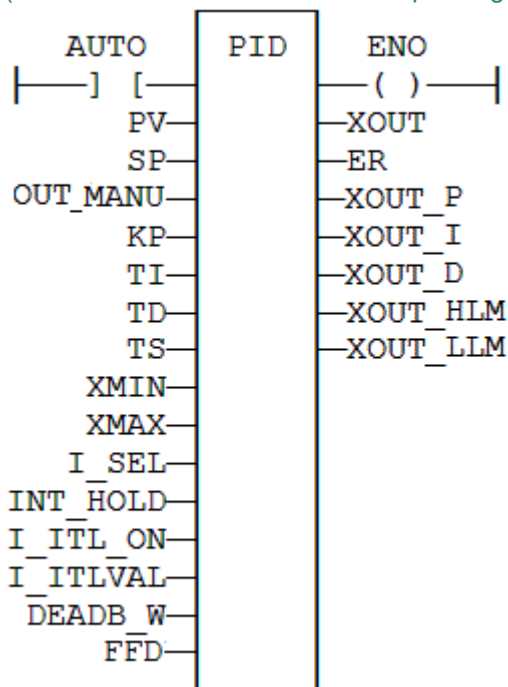 AUTO PID ENO
] [ ( )
PV XOUT
SP ER
OUT_MANU XOUT_P
KP XOUT_I
TI XOUT_D
TD XOUT_HLM
TS XOUT_LLM
XMIN
XMAX
I_SEL
INT_HOLD
I_ITL_ON
I_ITLVAL
DEADB_W
FFD